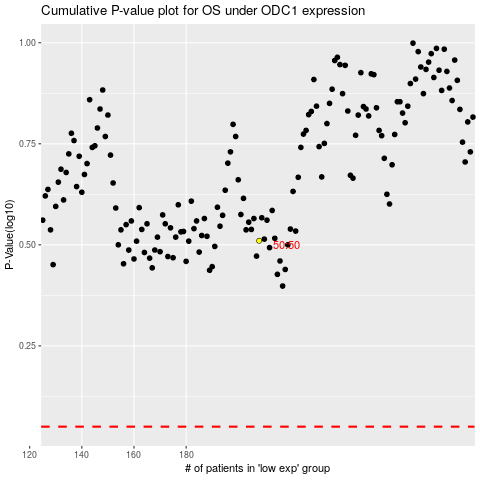 Cumulative P-value plot for OS under ODC1 expression
P-Value(log10)
1.00
0.75
0.50
0.25
50:50
120 140 160 180
# of patients in 'low exp' group